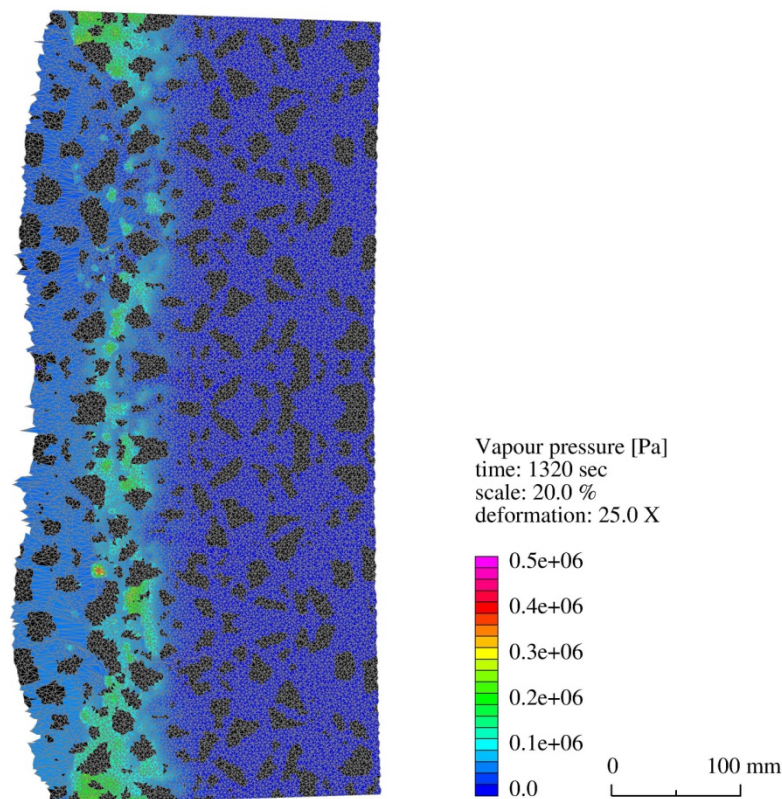 Vapour pressure [Pa]
time: 1320 sec
scale: 20.0 %
deformation: 25.0 X
0.5e+06
0.4e+06
0.3e+06
0.2e+06
0.1e+06
0.0
0 100 mm